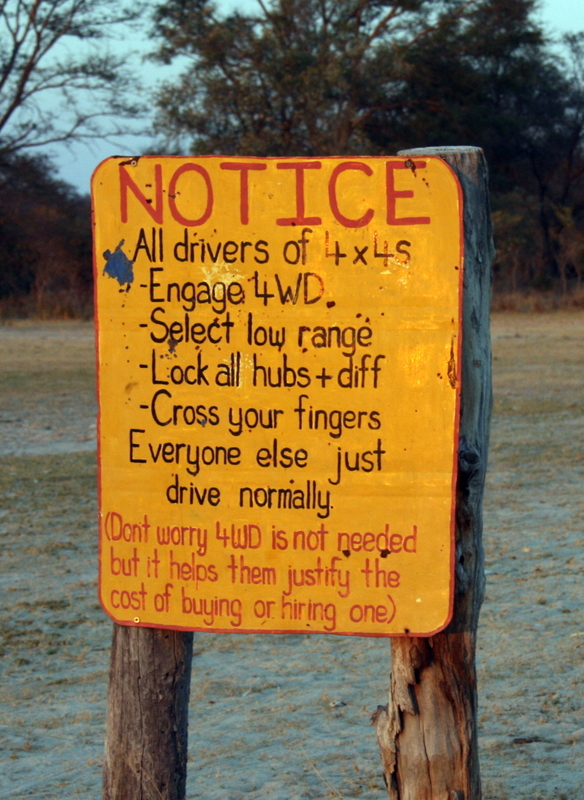 NOTICE
All drivers of 4x4s
-Engage 4WD.
-Select low range
-Lock all hubs + diff
-Cross your fingers
Everyone else just
drive normally.
(Dont worry 4WD is not needed
but it helps them justify the
cost of buying or hiring one)